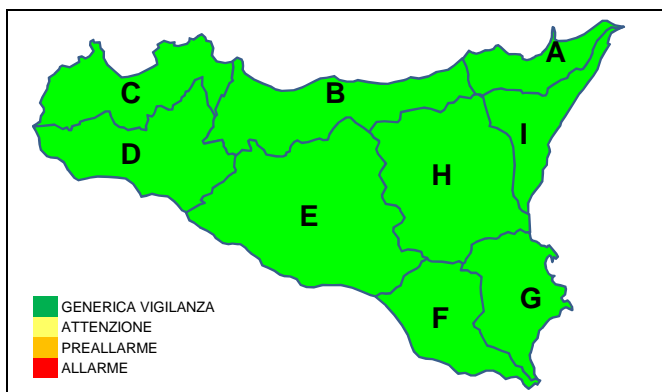 A
B
C
I
D
H
E
G
F
GENERICA VIGILANZA
ATTENZIONE
PREALLARME
ALLARME